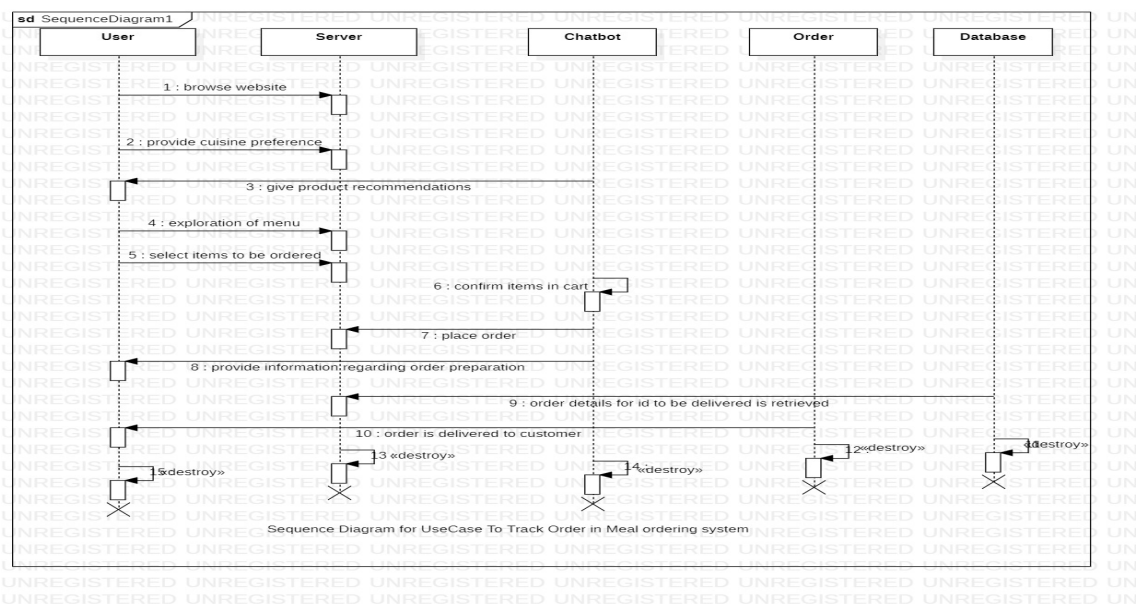 sd SequenceDiagram1
User
Server
Chatbot
Order
Database
1 : browse website
2 : provide cuisine preference
3 : give product recommendations
4 : exploration of menu
5 : select items to be ordered
6 : confirm items in cart
7 : place order
8 : provide information regarding order preparation
9 : order details for id to be delivered is retrieved
10 : order is delivered to customer
11 «destroy»
12 : «destroy»
13 «destroy»
14 : «destroy»
15 «destroy»
Sequence Diagram for UseCase To Track Order in Meal ordering system
UNREGISTERED